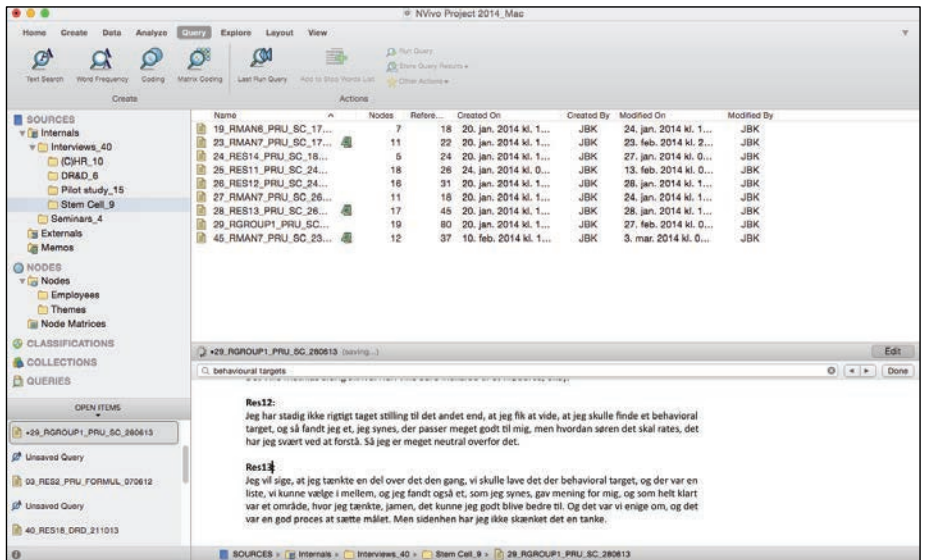 NVivo Project 2014_Mac
Home Create Data Analyze Query Explore Layout View
Text Search Word Frequency Coding Matrix Coding Last Run Query Add to Stop Words List
Run Query
Store Query Results
Other Actions
Create Actions
SOURCES
Internals
Interviews_40
(C)HR_10
DR&D_6
Pilot study_15
Stem Cell_9
Seminars_4
Externals
Memos
NODES
Nodes
Employees
Themes
Node Matrices
CLASSIFICATIONS
COLLECTIONS
QUERIES
OPEN ITEMS
•29_RGROUP1_PRU_SC_280613
Unsaved Query
03_RES2_PRU_FORMUL_070612
Unsaved Query
40_RES18_DRD_211013
Name Nodes Refere... Created On Created By Modified On Modified By
19_RMAN6_PRU_SC_17... 7 18 20. jan. 2014 kl. 1... JBK 24. jan. 2014 kl. 1... JBK
23_RMAN7_PRU_SC_17... 11 22 20. jan. 2014 kl. 1... JBK 23. feb. 2014 kl. 2... JBK
24_RES14_PRU_SC_18... 5 24 20. jan. 2014 kl. 1... JBK 27. jan. 2014 kl. 0... JBK
25_RES11_PRU_SC_24... 18 26 24. jan. 2014 kl. 0... JBK 13. feb. 2014 kl. 0... JBK
26_RES12_PRU_SC_24... 16 31 20. jan. 2014 kl. 1... JBK 28. jan. 2014 kl. 1... JBK
27_RMAN7_PRU_SC_26... 11 18 20. jan. 2014 kl. 1... JBK 24. jan. 2014 kl. 1... JBK
28_RES13_PRU_SC_26... 17 45 20. jan. 2014 kl. 1... JBK 28. jan. 2014 kl. 1... JBK
29_RGROUP1_PRU_SC... 19 80 20. jan. 2014 kl. 1... JBK 27. feb. 2014 kl. 0... JBK
45_RMAN7_PRU_SC_23... 12 37 10. feb. 2014 kl. 1... JBK 3. mar. 2014 kl. 0... JBK
•29_RGROUP1_PRU_SC_280613 (saving...) Edit
behavioural targets Done
Res12:
Jeg har stadig ikke rigtigt taget stilling til det andet end, at jeg fik at vide, at jeg skulle finde et behavioral
target, og så fandt jeg et, jeg synes, der passer meget godt til mig, men hvordan søren det skal rates, det
har jeg svært ved at forstå. Så jeg er meget neutral overfor det.
Res13:
Jeg vil sige, at jeg tænkte en del over det den gang, vi skulle lave det der behavioral target, og der var en
liste, vi kunne vælge i mellem, og jeg fandt også et, som jeg synes, gav mening for mig, og som helt klart
var et område, hvor jeg tænkte, jamen, det kunne jeg godt blive bedre til. Og det var vi enige om, og det
var en god proces at sætte målet. Men sidenhen har jeg ikke skænket det en tanke.
SOURCES Internals Interviews_40 Stem Cell_9 29_RGROUP1_PRU_SC_280613